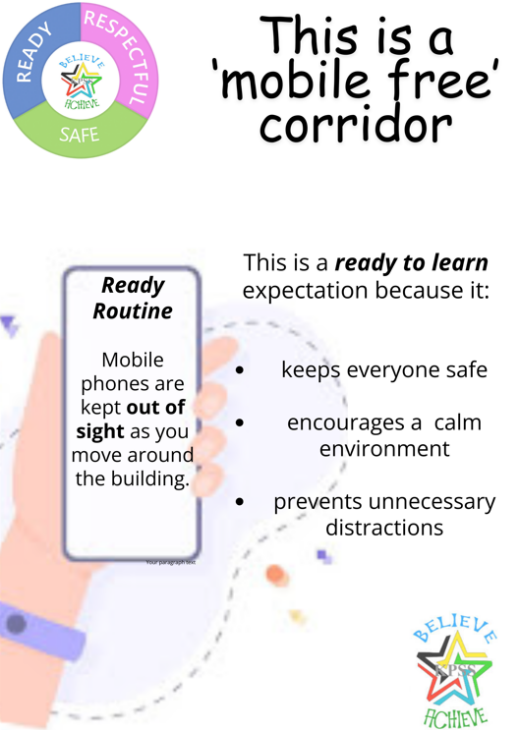 READY
RESPECTFUL
SAFE
BELIEVE
ACHIEVE
This is a
‘mobile free’
corridor
This is a ready to learn
expectation because it:
Ready
Routine
Mobile
phones are
kept out of
sight as you
move around
the building.
Your paragraph text
• keeps everyone safe
• encourages a calm
environment
• prevents unnecessary
distractions
BELIEVE
KPSS
ACHIEVE